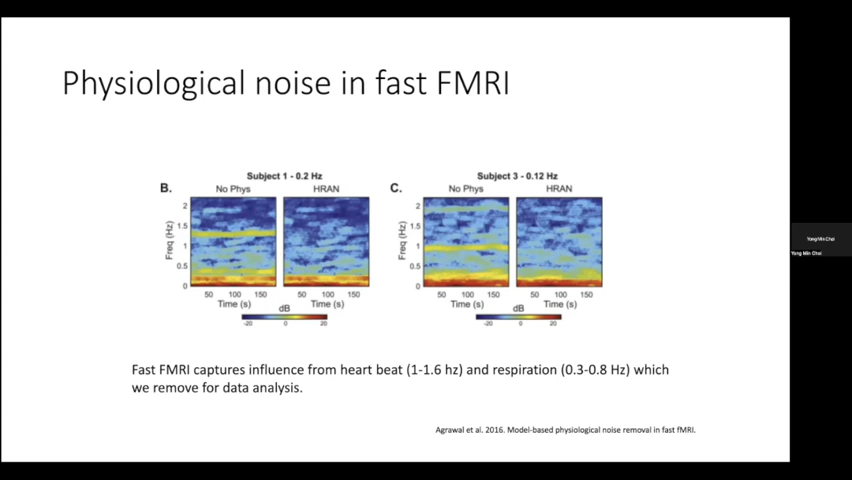 Physiological noise in fast FMRI
Subject 1 - 0.2 Hz
B.
No Phys
HRAN
Freq (Hz)
2
1.5
1
0.5
0
50
100
150
50
100
150
Time (s)
Time (s)
dB
-20
0
20
Subject 3 - 0.12 Hz
C.
No Phys
HRAN
Freq (Hz)
2
1.5
1
0.5
0
50
100
150
50
100
150
Time (s)
Time (s)
dB
-20
0
20
Fast FMRI captures influence from heart beat (1-1.6 hz) and respiration (0.3-0.8 Hz) which
we remove for data analysis.
Agrawal et al. 2016. Model-based physiological noise removal in fast fMRI.
YongMin Choi
Yong Min Choi